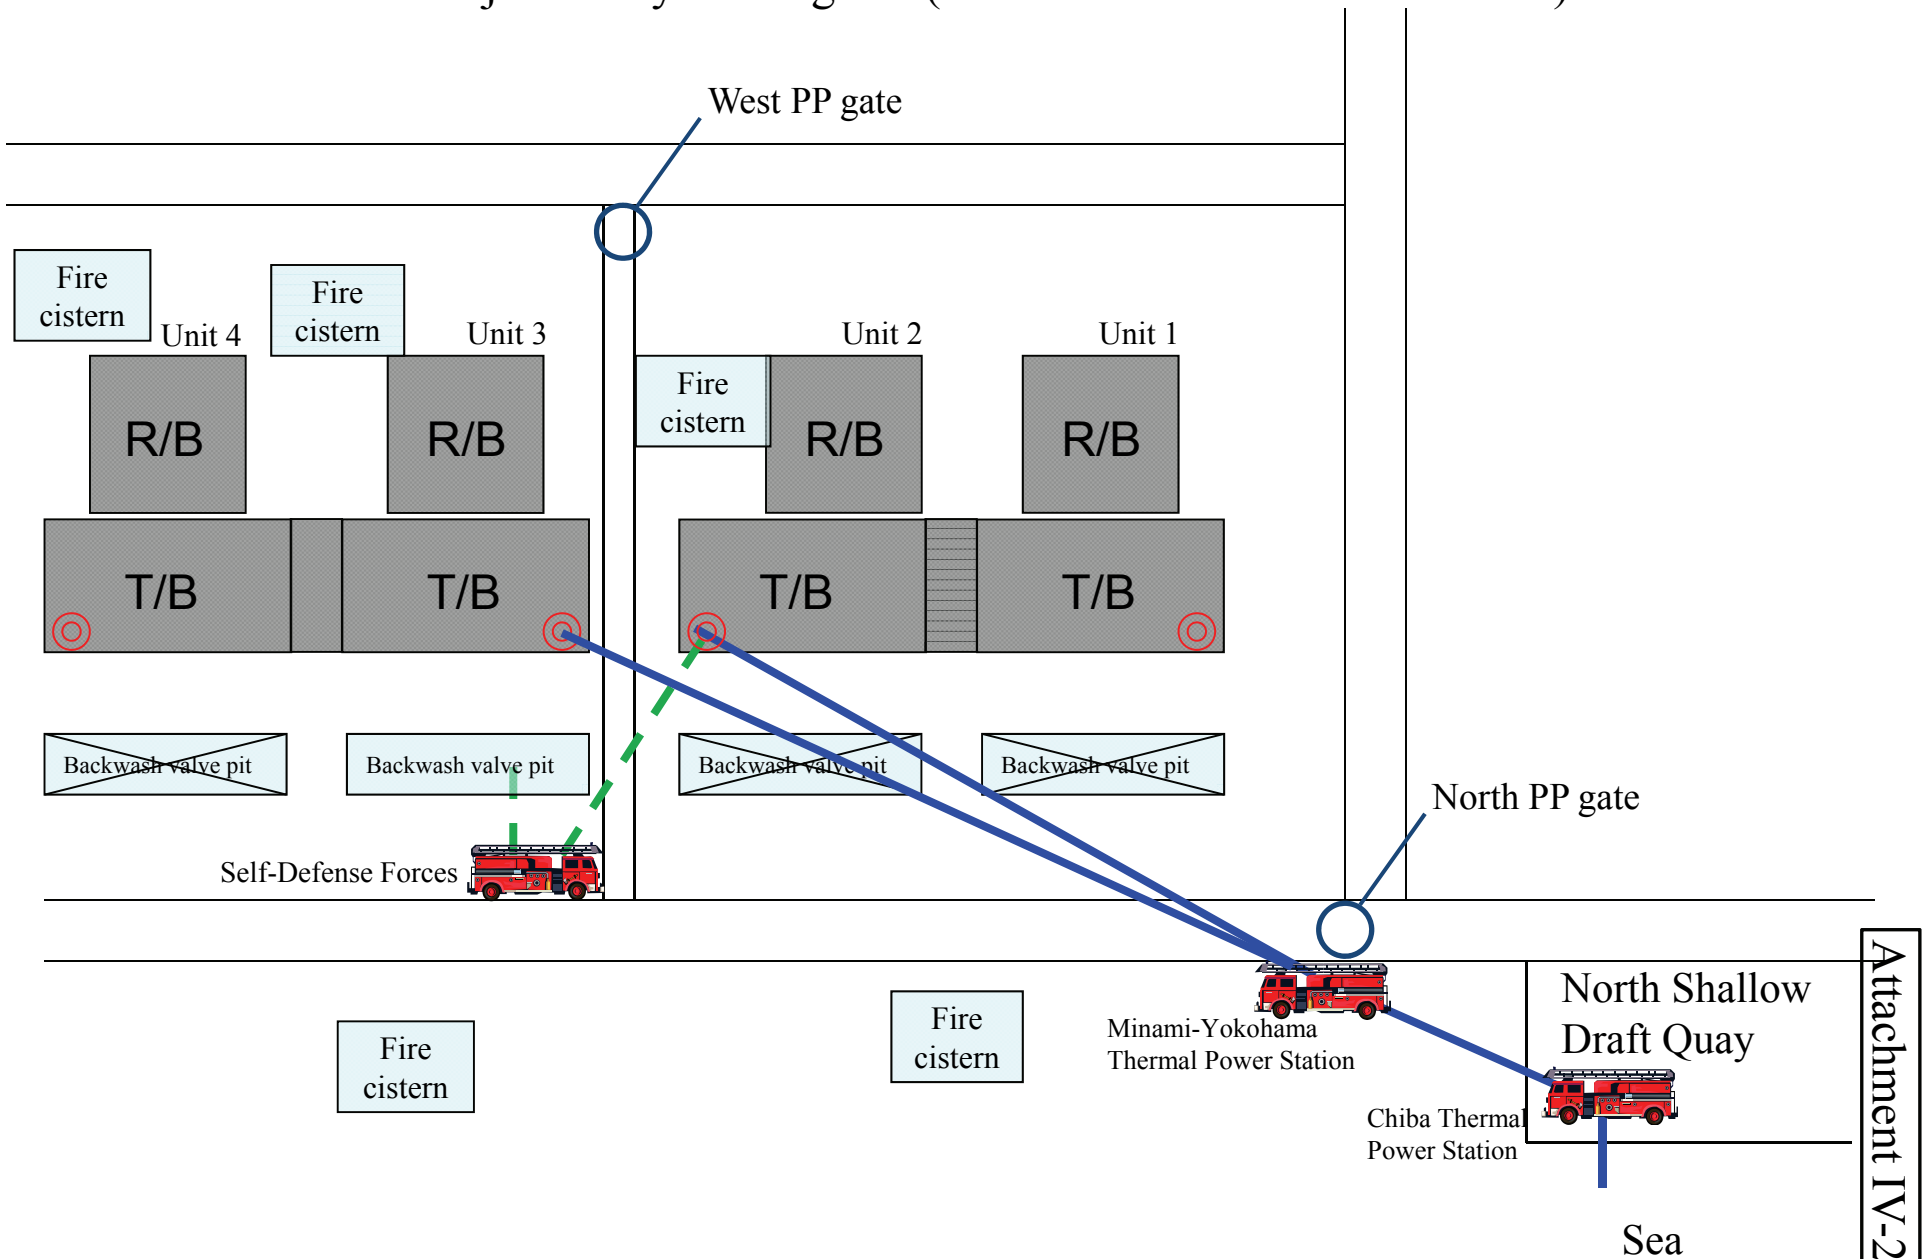 West PP gate
Fire
cistern
Fire
cistern
Unit 4
Unit 3
Unit 2
Unit 1
Fire
cistern
R/B
R/B
R/B
R/B
T/B
T/B
T/B
T/B
Backwash valve pit
Backwash valve pit
Backwash valve pit
Backwash valve pit
North PP gate
Self-Defense Forces
North Shallow
Draft Quay
Fire
cistern
Minami-Yokohama
Thermal Power Station
Fire
cistern
Chiba Thermal
Power Station
Sea
Attachment IV-2